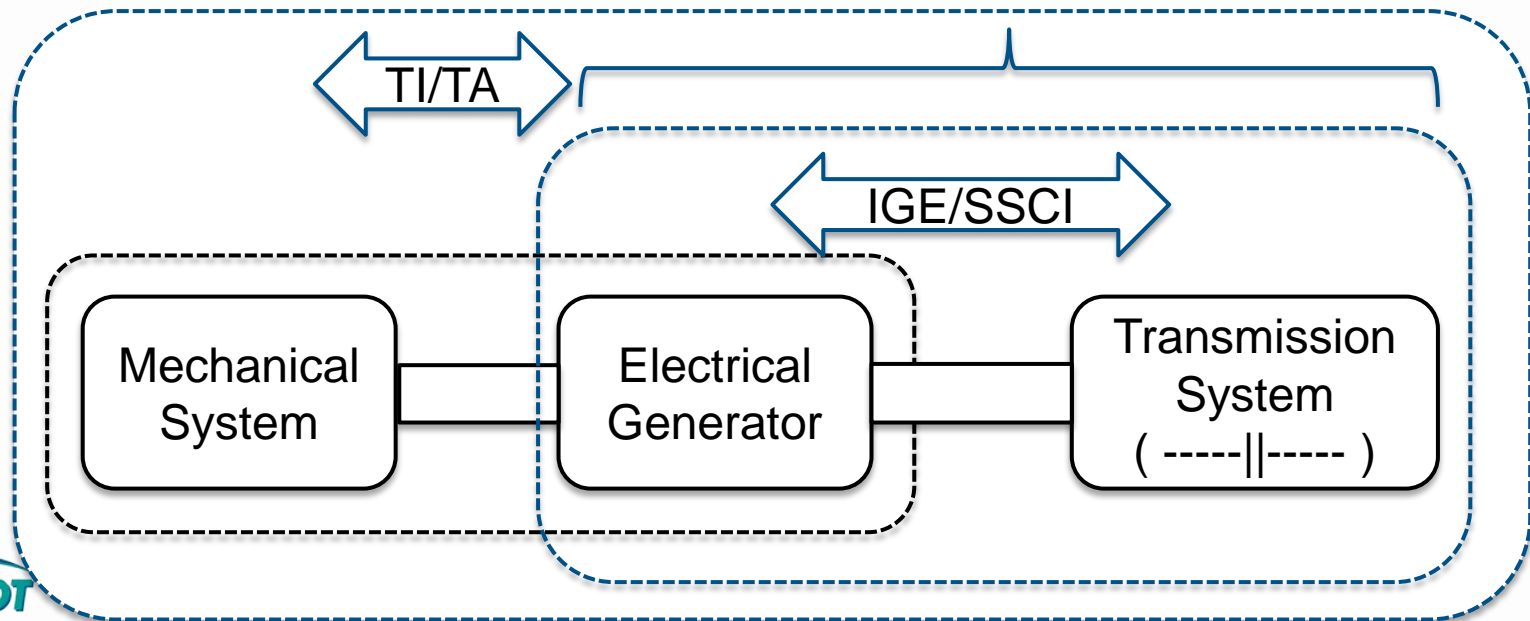 TI/TA
IGE/SSCI
Mechanical
System
Electrical
Generator
Transmission
System
( -----||----- )